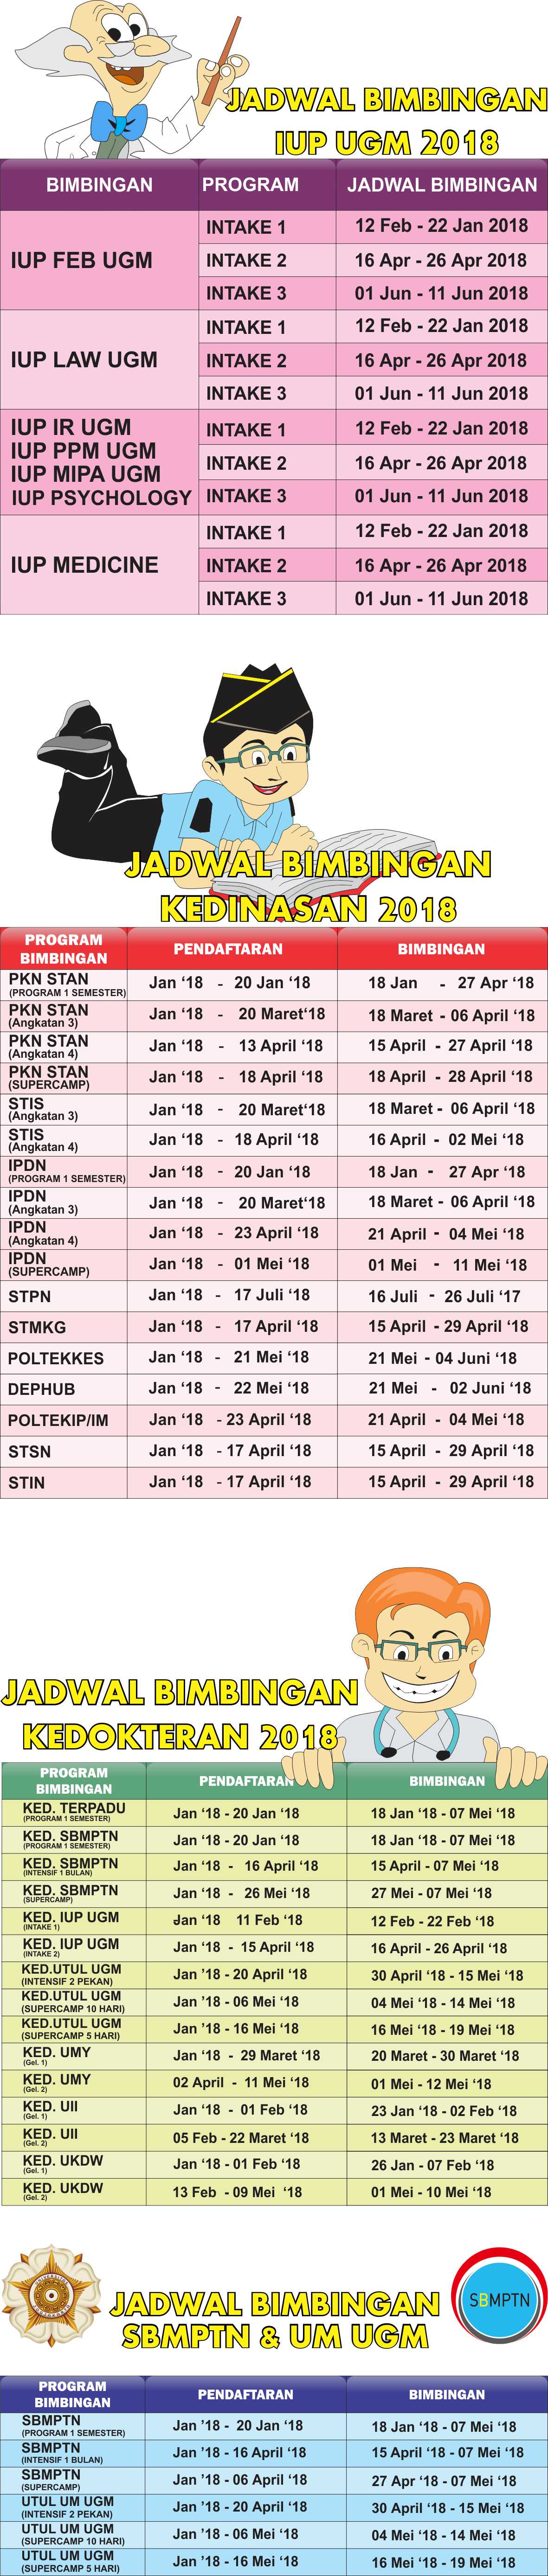 JADWAL BIMBINGAN
IUP UGM 2018
BIMBINGAN PROGRAM JADWAL BIMBINGAN
IUP FEB UGM
INTAKE 1 12 Feb - 22 Jan 2018
INTAKE 2 16 Apr - 26 Apr 2018
INTAKE 3 01 Jun - 11 Jun 2018
IUP LAW UGM
INTAKE 1 12 Feb - 22 Jan 2018
INTAKE 2 16 Apr - 26 Apr 2018
INTAKE 3 01 Jun - 11 Jun 2018
IUP IR UGM
IUP PPM UGM
IUP MIPA UGM
IUP PSYCHOLOGY
INTAKE 1 12 Feb - 22 Jan 2018
INTAKE 2 16 Apr - 26 Apr 2018
INTAKE 3 01 Jun - 11 Jun 2018
IUP MEDICINE
INTAKE 1 12 Feb - 22 Jan 2018
INTAKE 2 16 Apr - 26 Apr 2018
INTAKE 3 01 Jun - 11 Jun 2018
JADWAL BIMBINGAN
KEDINASAN 2018
PROGRAM
BIMBINGAN
PENDAFTARAN BIMBINGAN
PKN STAN
(PROGRAM 1 SEMESTER)
Jan ‘18 - 20 Jan ‘18 18 Jan - 27 Apr ‘18
PKN STAN
(Angkatan 3)
Jan ‘18 - 20 Maret‘18 18 Maret - 06 April ‘18
PKN STAN
(Angkatan 4)
Jan ‘18 - 13 April ‘18 15 April - 27 April ‘18
PKN STAN
(SUPERCAMP)
Jan ‘18 - 18 April ‘18 18 April - 28 April ‘18
STIS
(Angkatan 3)
Jan ‘18 - 20 Maret‘18 18 Maret - 06 April ‘18
STIS
(Angkatan 4)
Jan ‘18 - 18 April ‘18 16 April - 02 Mei ‘18
IPDN
(PROGRAM 1 SEMESTER)
Jan ‘18 - 20 Jan ‘18 18 Jan - 27 Apr ‘18
IPDN
(Angkatan 3)
Jan ‘18 - 20 Maret‘18 18 Maret - 06 April ‘18
IPDN
(Angkatan 4)
Jan ‘18 - 23 April ‘18 21 April - 04 Mei ‘18
IPDN
(SUPERCAMP)
Jan ‘18 - 01 Mei ‘18 01 Mei - 11 Mei ‘18
STPN Jan ‘18 - 17 Juli ‘18 16 Juli - 26 Juli ‘17
STMKG Jan ‘18 - 17 April ‘18 15 April - 29 April ‘18
POLTEKKES Jan ‘18 - 21 Mei ‘18 21 Mei - 04 Juni ‘18
DEPHUB Jan ‘18 - 22 Mei ‘18 21 Mei - 02 Juni ‘18
POLTEKIP/IM Jan ‘18 - 23 April ‘18 21 April - 04 Mei ‘18
STSN Jan ‘18 - 17 April ‘18 15 April - 29 April ‘18
STIN Jan ‘18 - 17 April ‘18 15 April - 29 April ‘18
JADWAL BIMBINGAN
KEDOKTERAN 2018
PROGRAM
BIMBINGAN
PENDAFTARAN BIMBINGAN
KED. TERPADU
(PROGRAM 1 SEMESTER)
Jan ‘18 - 20 Jan ‘18 18 Jan ‘18 - 07 Mei ‘18
KED. SBMPTN
(PROGRAM 1 SEMESTER)
Jan ‘18 - 20 Jan ‘18 18 Jan ‘18 - 07 Mei ‘18
KED. SBMPTN
(INTENSIF 1 BULAN)
Jan ‘18 - 16 April ‘18 15 April - 07 Mei ‘18
KED. SBMPTN
(SUPERCAMP)
Jan ‘18 - 26 Mei ‘18 27 Mei - 07 Mei ‘18
KED. IUP UGM
(INTAKE 1)
Jan ‘18 11 Feb ‘18 12 Feb - 22 Feb ‘18
KED. IUP UGM
(INTAKE 2)
Jan ‘18 - 15 April ‘18 16 April - 26 April ‘18
KED.UTUL UGM
(INTENSIF 2 PEKAN)
Jan ’18 - 20 April ‘18 30 April ‘18 - 15 Mei ‘18
KED.UTUL UGM
(SUPERCAMP 10 HARI)
Jan ’18 - 06 Mei ‘18 04 Mei ‘18 - 14 Mei ‘18
KED.UTUL UGM
(SUPERCAMP 5 HARI)
Jan ’18 - 16 Mei ‘18 16 Mei ‘18 - 19 Mei ‘18
KED. UMY
(Gel. 1)
Jan ‘18 - 29 Maret ‘18 20 Maret - 30 Maret ‘18
KED. UMY
(Gel. 2)
02 April - 11 Mei ‘18 01 Mei - 12 Mei ‘18
KED. UII
(Gel. 1)
Jan ‘18 - 01 Feb ‘18 23 Jan ‘18 - 02 Feb ‘18
KED. UII
(Gel. 2)
05 Feb - 22 Maret ‘18 13 Maret - 23 Maret ‘18
KED. UKDW
(Gel. 1)
Jan ‘18 - 01 Feb ‘18 26 Jan - 07 Feb ‘18
KED. UKDW
(Gel. 2)
13 Feb - 09 Mei ‘18 01 Mei - 10 Mei ‘18
JADWAL BIMBINGAN
SBMPTN & UM UGM
SBMPTN
PROGRAM
BIMBINGAN
PENDAFTARAN BIMBINGAN
SBMPTN
(PROGRAM 1 SEMESTER)
Jan ’18 - 20 Jan ‘18 18 Jan ‘18 - 07 Mei ‘18
SBMPTN
(INTENSIF 1 BULAN)
Jan ’18 - 16 April ‘18 15 April ‘18 - 07 Mei ‘18
SBMPTN
(SUPERCAMP)
Jan ’18 - 06 April ‘18 27 Apr ‘18 - 07 Mei ‘18
UTUL UM UGM
(INTENSIF 2 PEKAN)
Jan ’18 - 20 April ‘18 30 April ‘18 - 15 Mei ‘18
UTUL UM UGM
(SUPERCAMP 10 HARI)
Jan ’18 - 06 Mei ‘18 04 Mei ‘18 - 14 Mei ‘18
UTUL UM UGM
(SUPERCAMP 5 HARI)
Jan ’18 - 16 Mei ‘18 16 Mei ‘18 - 19 Mei ‘18